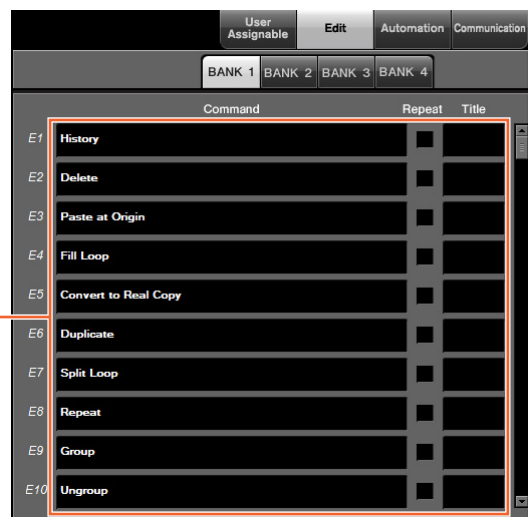 User Assignable Edit Automation Communication
BANK 1 BANK 2 BANK 3 BANK 4
Command Repeat Title
E1 History
E2 Delete
E3 Paste at Origin
E4 Fill Loop
E5 Convert to Real Copy
E6 Duplicate
E7 Split Loop
E8 Repeat
E9 Group
E10 Ungroup